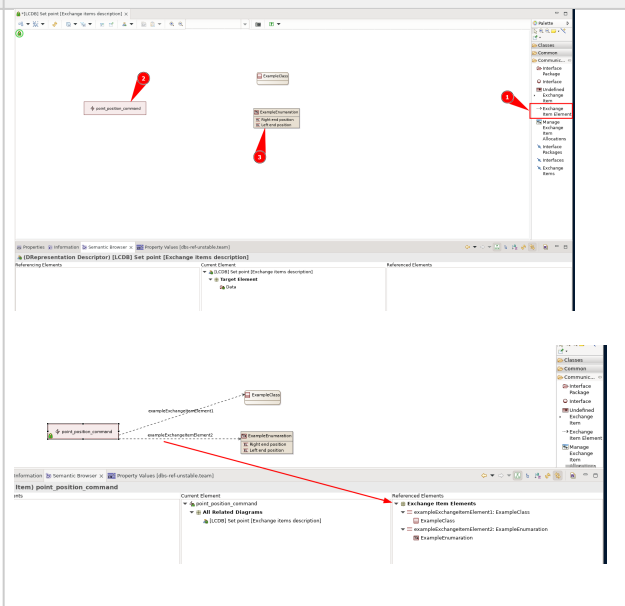 *[LCDB] Set point [Exchange items description]
Palette
Classes
Common
Communic...
Interface
Package
Interface
Undefined
Exchange
Item
Exchange
Item Element
Manage
Exchange
Item
Allocations
Interface
Packages
Interfaces
Exchange
Items
1
2
3
ExampleClass
point_position_command
ExampleEnumaration
Right end position
Left end position
Properties Information Semantic Browser Property Values (dbs-ref-unstable.team)
(DRepresentation Descriptor) [LCDB] Set point [Exchange items description]
Referencing Elements Current Element Referenced Elements
[LCDB] Set point [Exchange items description]
Target Element
Data
Classes
Common
Communic...
Interface
Package
Interface
Undefined
Exchange
Item
Exchange
Item Element
Manage
Exchange
Item
Allocations
ExampleClass
exampleExchangeItemElement1
point_position_command
exampleExchangeItemElement2
ExampleEnumaration
Right end position
Left end position
Information Semantic Browser Property Values (dbs-ref-unstable.team)
Item) point_position_command
nts Current Element Referenced Elements
point_position_command
All Related Diagrams
[LCDB] Set point [Exchange items description]
Exchange Item Elements
exampleExchangeItemElement1: ExampleClass
ExampleClass
exampleExchangeItemElement2: ExampleEnumaration
ExampleEnumaration